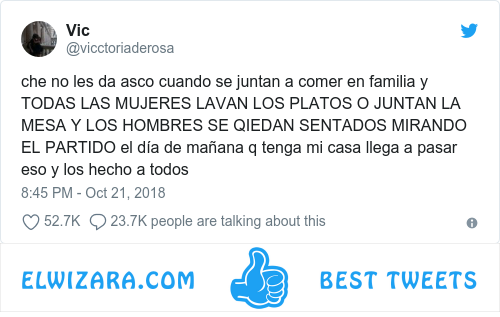 Vic
@vicctoriaderosa
che no les da asco cuando se juntan a comer en familia y
TODAS LAS MUJERES LAVAN LOS PLATOS O JUNTAN LA
MESA Y LOS HOMBRES SE QIEDAN SENTADOS MIRANDO
EL PARTIDO el día de mañana q tenga mi casa llega a pasar
eso y los hecho a todos
8:45 PM - Oct 21, 2018
52.7K 23.7K people are talking about this
ELWIZARA.COM BEST TWEETS